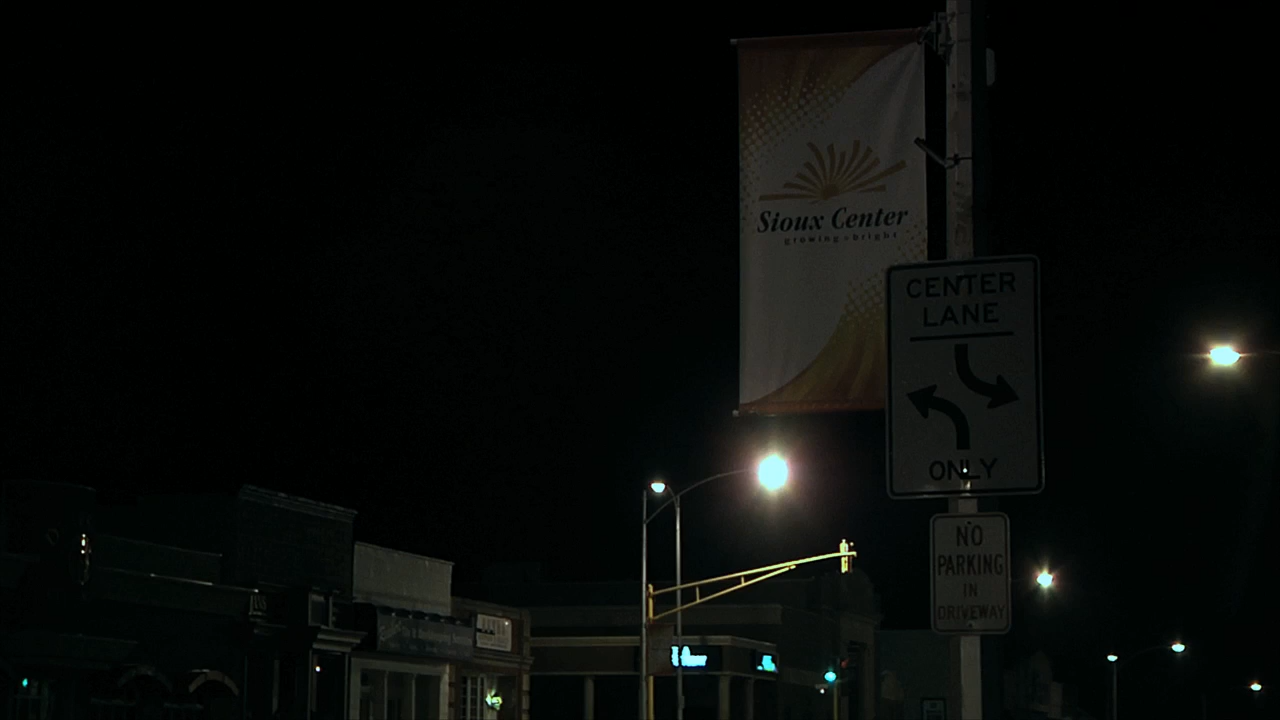 Sioux Center
growing • bright
CENTER
LANE
ONLY
NO
PARKING
IN
DRIVEWAY